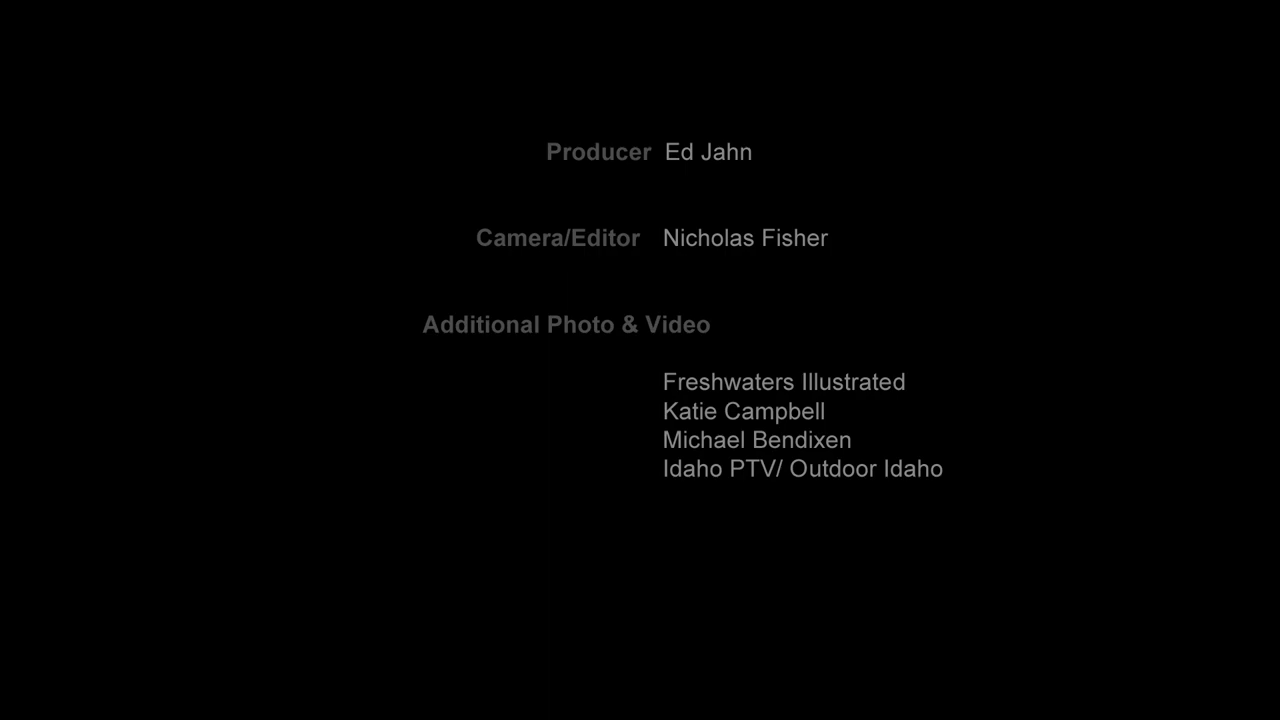 Producer Ed Jahn
Camera/Editor Nicholas Fisher
Additional Photo & Video
Freshwaters Illustrated
Katie Campbell
Michael Bendixen
Idaho PTV/ Outdoor Idaho